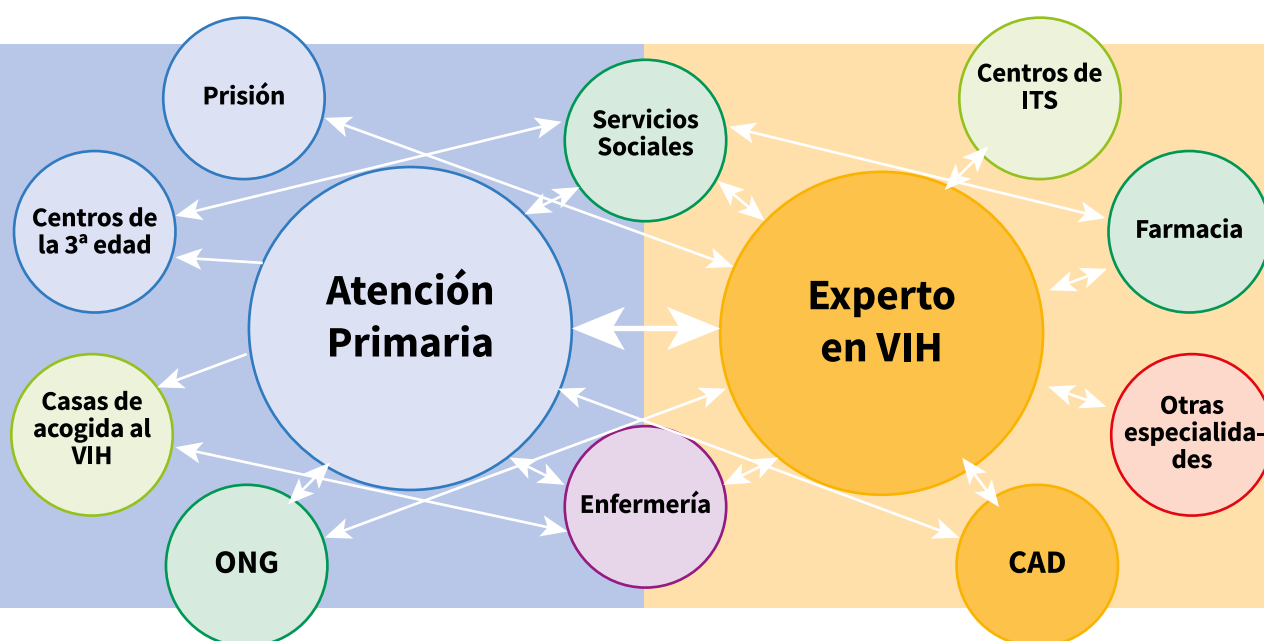 Prisión
Centros de
la 3ª edad
Atención
Primaria
Casas de
acogida al
VIH
ONG
Servicios
Sociales
Enfermería
Centros de
ITS
Experto
en VIH
Farmacia
Otras
especialida-
des
CAD